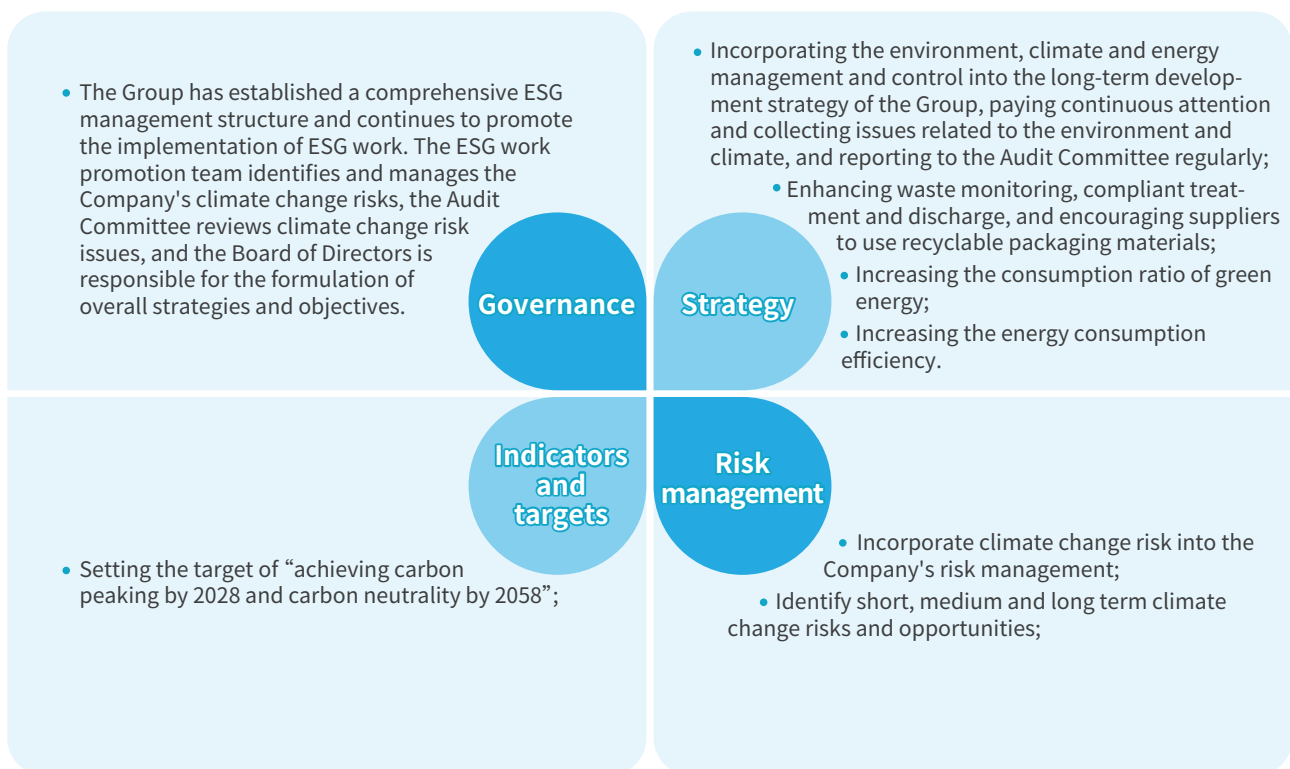 The Group has established a comprehensive ESG
management structure and continues to promote
the implementation of ESG work. The ESG work
promotion team identifies and manages the
Company's climate change risks, the Audit
Committee reviews climate change risk
issues, and the Board of Directors is
responsible for the formulation of
overall strategies and objectives.
Governance
• Incorporating the environment, climate and energy
management and control into the long-term develop-
ment strategy of the Group, paying continuous attention
and collecting issues related to the environment and
climate, and reporting to the Audit Committee regularly;
• Enhancing waste monitoring, compliant treat-
ment and discharge, and encouraging suppliers
to use recyclable packaging materials;
• Increasing the consumption ratio of green
energy;
• Increasing the energy consumption
efficiency.
Strategy
Indicators
and
targets
• Setting the target of “achieving carbon
peaking by 2028 and carbon neutrality by 2058”;
Risk
management
• Incorporate climate change risk into the
Company's risk management;
• Identify short, medium and long term climate
change risks and opportunities;